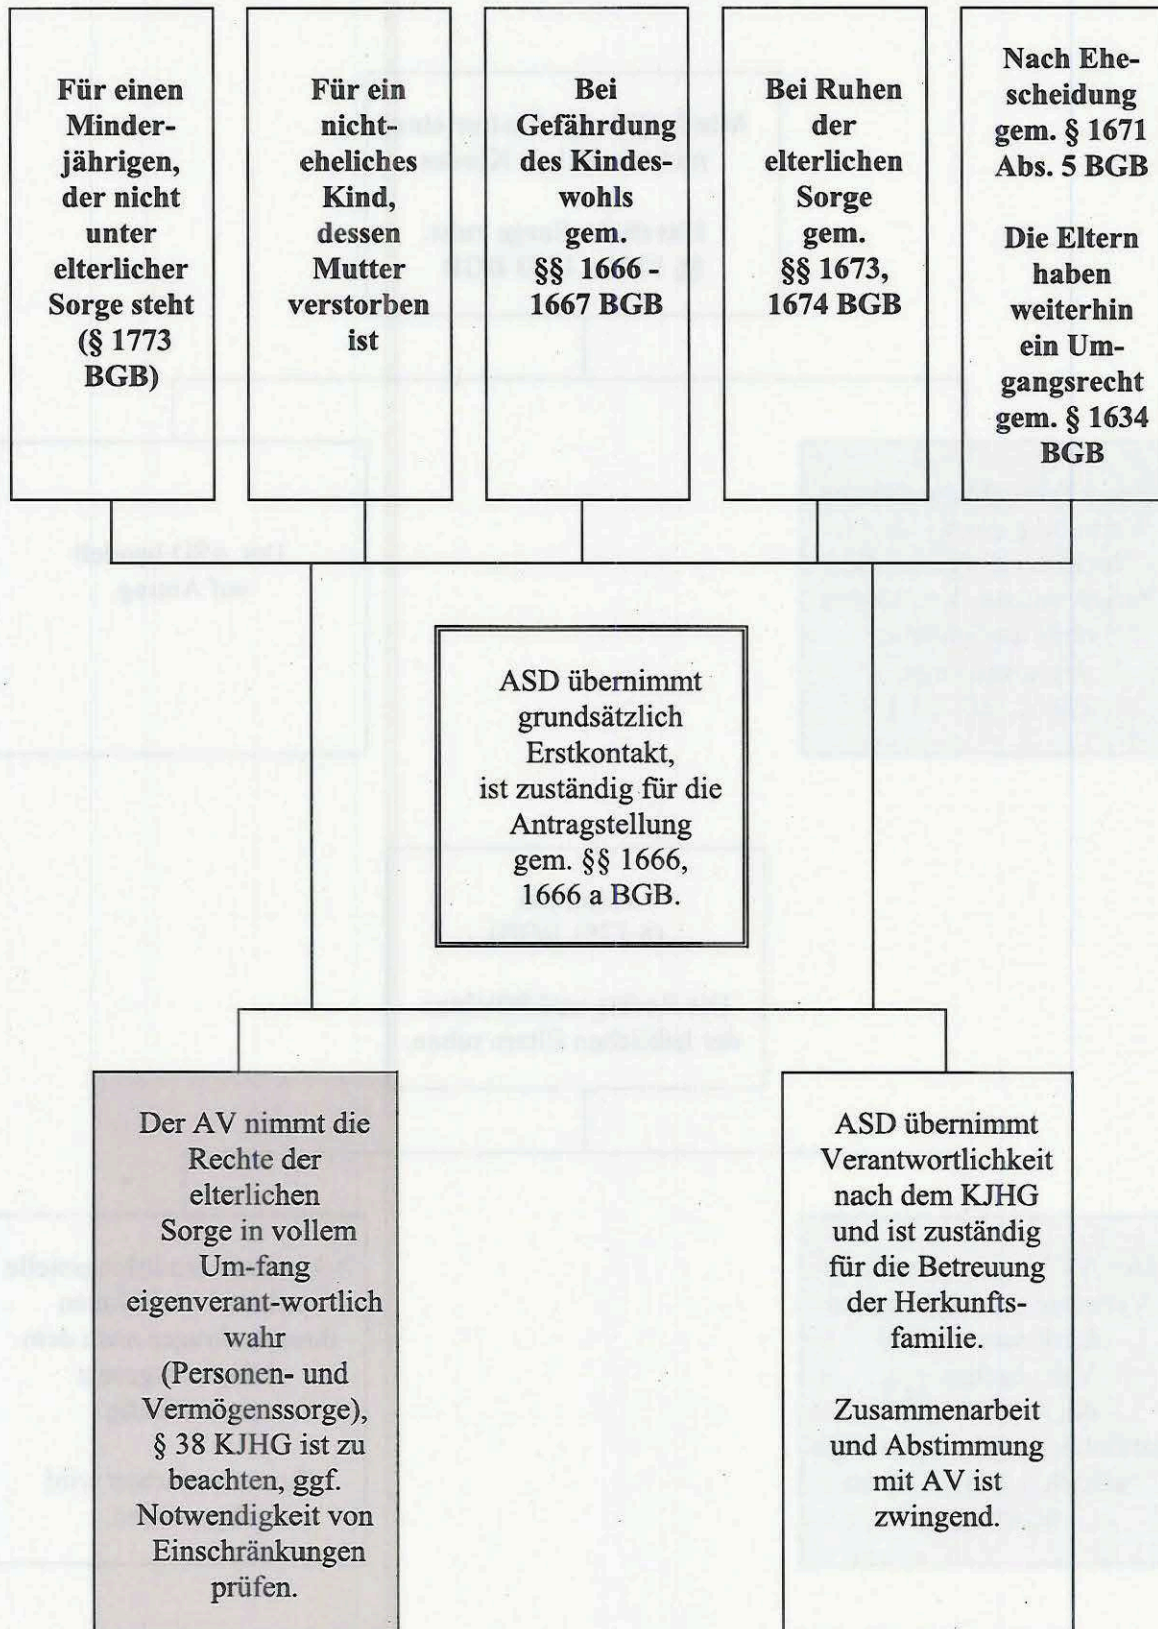 Für einen
Minder-
jährigen,
der nicht
unter
elterlicher
Sorge steht
(§ 1773
BGB)
Für ein
nicht-
eheliches
Kind,
dessen
Mutter
verstorben
ist
Bei
Gefährdung
des Kindes-
wohls
gem.
§§ 1666 -
1667 BGB
Bei Ruhen
der
elterlichen
Sorge
gem.
§§ 1673,
1674 BGB
Nach Ehe-
scheidung
gem. § 1671
Abs. 5 BGB
Die Eltern
haben
weiterhin
ein Um-
gangsrecht
gem. § 1634
BGB
ASD übernimmt
grundsätzlich
Erstkontakt,
ist zuständig für die
Antragstellung
gem. §§ 1666,
1666 a BGB.
Der AV nimmt die
Rechte der
elterlichen
Sorge in vollem
Um-fang
eigenverant-wortlich
wahr
(Personen- und
Vermögenssorge),
§ 38 KJHG ist zu
beachten, ggf.
Notwendigkeit von
Einschränkungen
prüfen.
ASD übernimmt
Verantwortlichkeit
nach dem KJHG
und ist zuständig
für die Betreuung
der Herkunfts-
familie.
Zusammenarbeit
und Abstimmung
mit AV ist
zwingend.